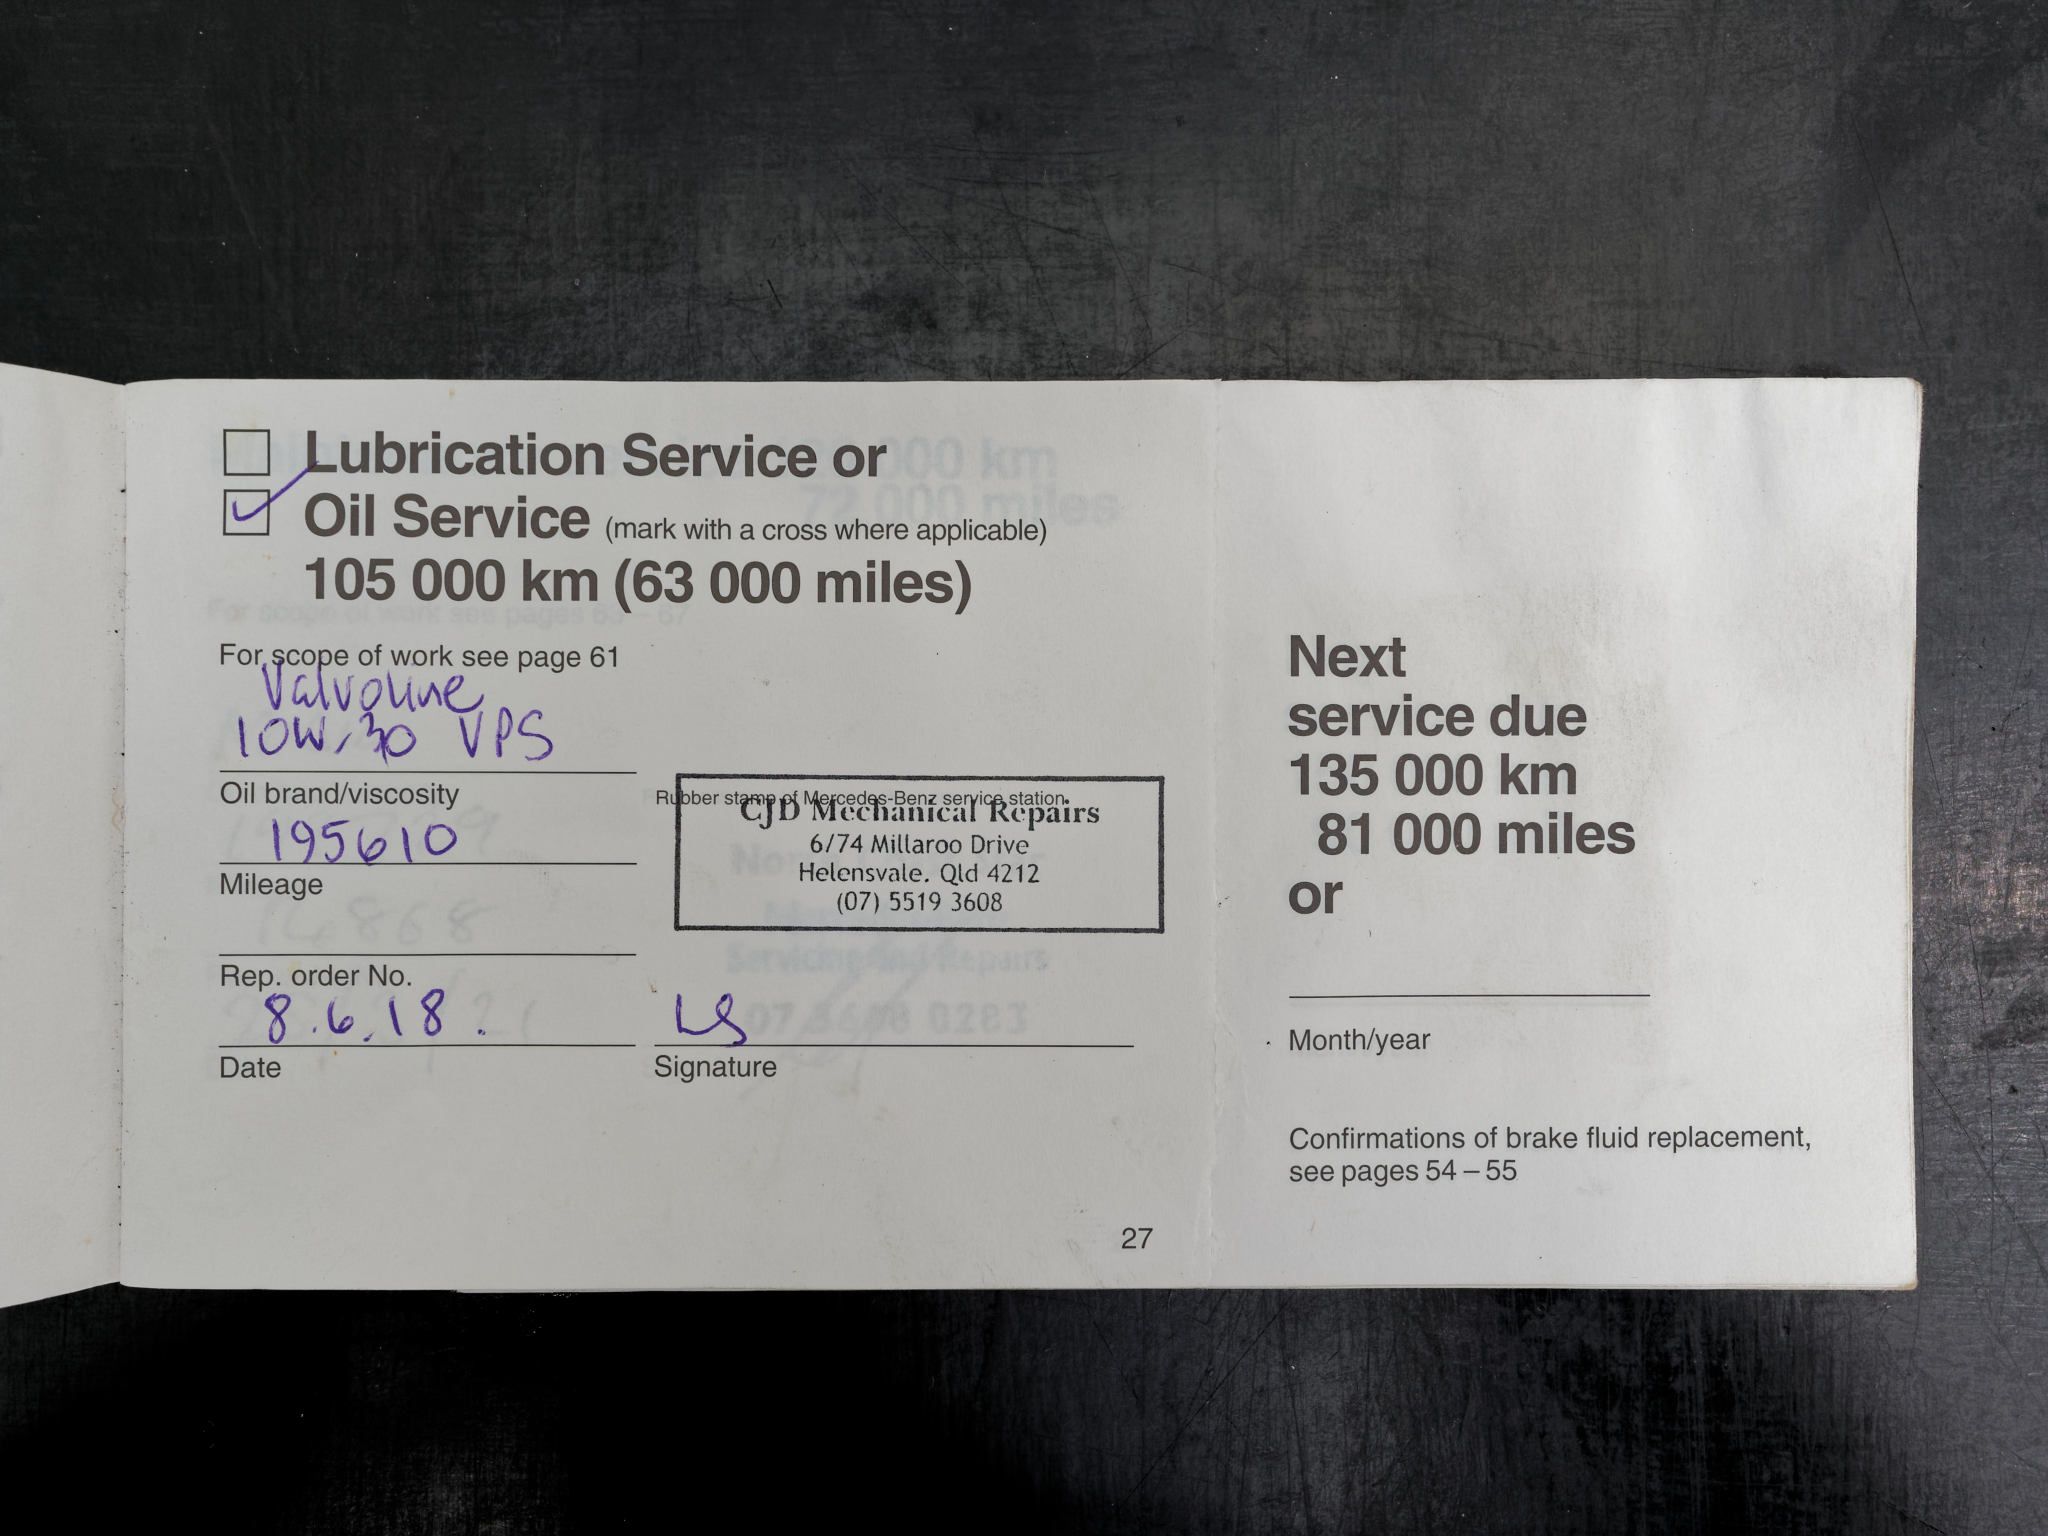 Lubrication Service or
Oil Service (mark with a cross where applicable)
105 000 km (63 000 miles)
For scope of work see page 61
Valvoline
10W-30 VPS
Oil brand/viscosity
195610
Mileage
Rep. order No.
8.6.18.
Date
Rubber stamp of Mercedes-Benz service station
CJD Mechanical Repairs
6/74 Millaroo Drive
Helensvale. Qld 4212
(07) 5519 3608
LS
Signature
27
Next
service due
135 000 km
81 000 miles
or
Month/year
Confirmations of brake fluid replacement,
see pages 54 – 55